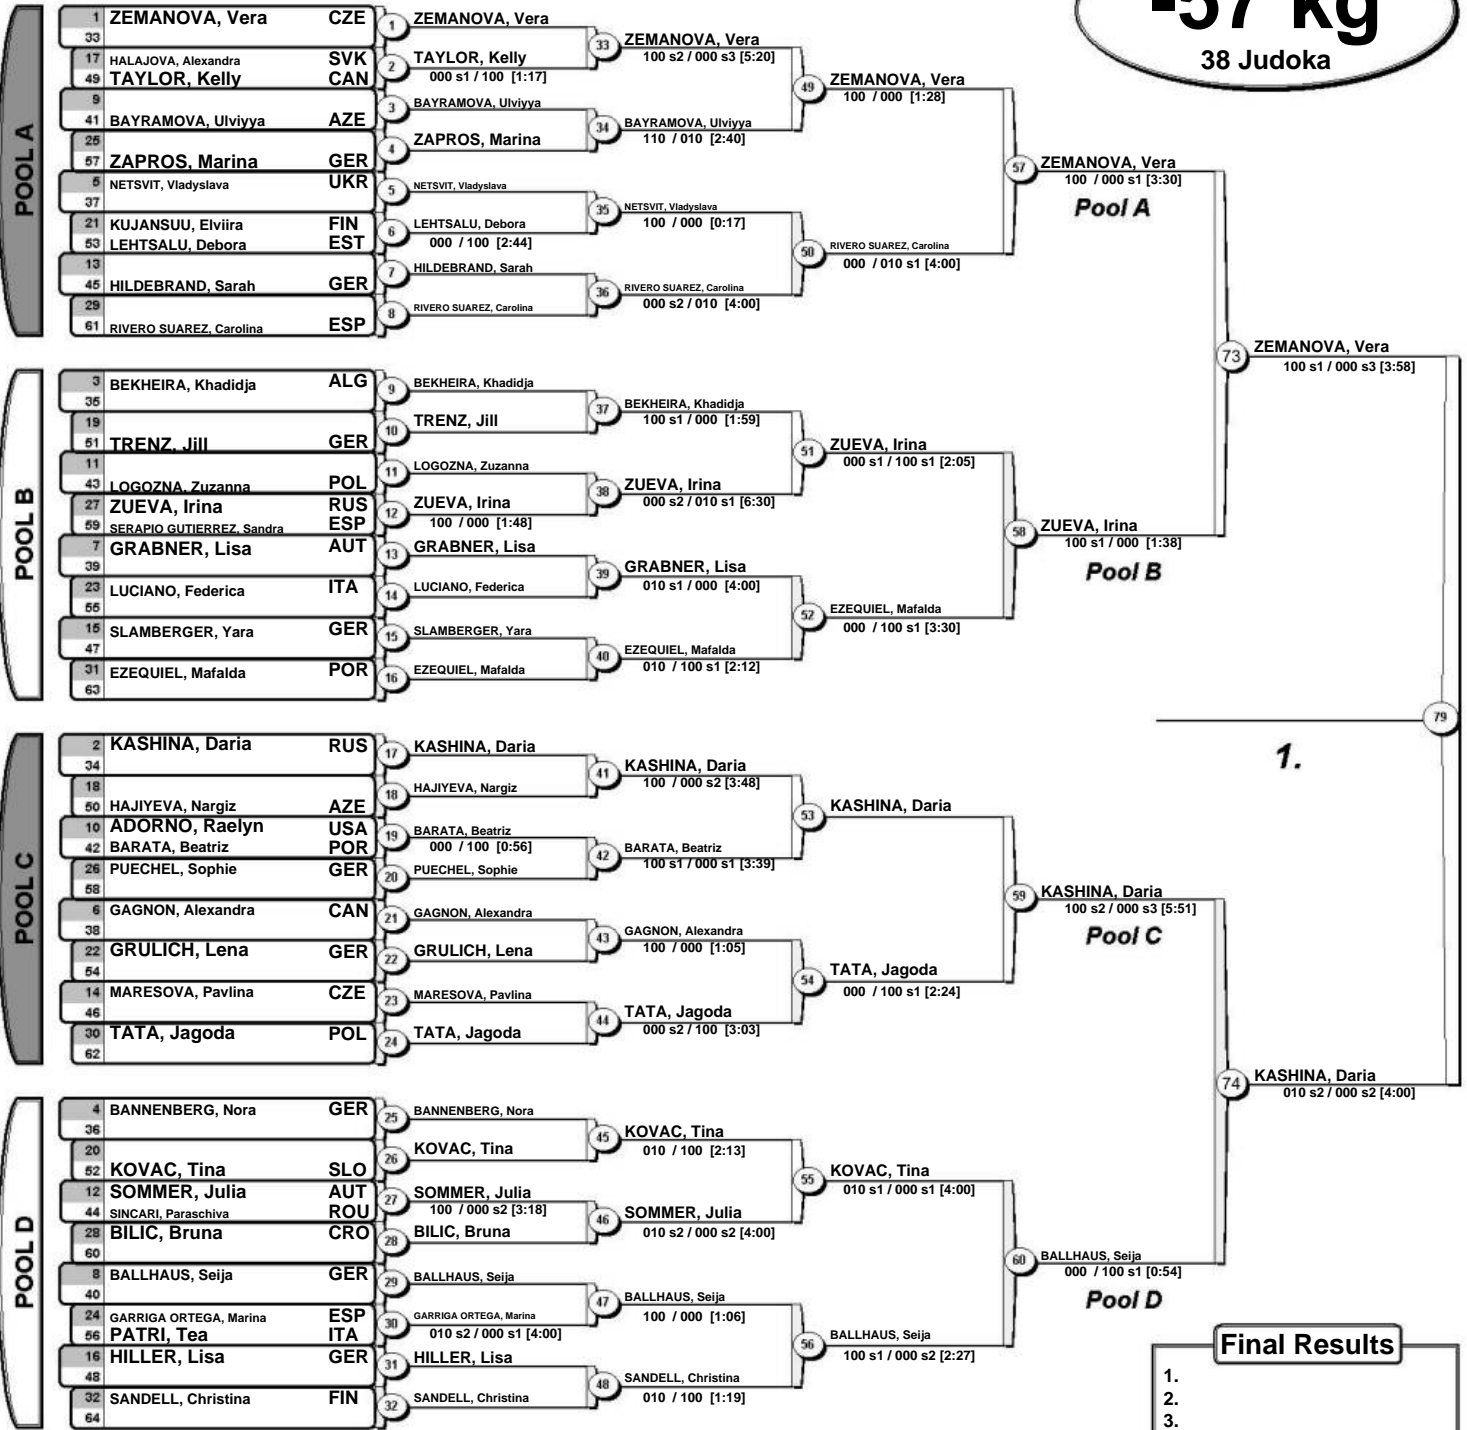 -57 kg
38 Judoka
POOL A
1 ZEMANOVA, Vera CZE
33
17 HALAJOVA, Alexandra SVK
49 TAYLOR, Kelly CAN
9
41 BAYRAMOVA, Ulviyya AZE
25
57 ZAPROS, Marina GER
5 NETSVIT, Vladyslava UKR
37
21 KUJANSUU, Elviira FIN
53 LEHTSALU, Debora EST
13
45 HILDEBRAND, Sarah GER
29
61 RIVERO SUAREZ, Carolina ESP
1 ZEMANOVA, Vera
2 TAYLOR, Kelly
000 s1 / 100 [1:17]
3 BAYRAMOVA, Ulviyya
4 ZAPROS, Marina
5 NETSVIT, Vladyslava
6 LEHTSALU, Debora
000 / 100 [2:44]
7 HILDEBRAND, Sarah
8 RIVERO SUAREZ, Carolina
33 ZEMANOVA, Vera
100 s2 / 000 s3 [5:20]
34 BAYRAMOVA, Ulviyya
110 / 010 [2:40]
35 NETSVIT, Vladyslava
100 / 000 [0:17]
36 RIVERO SUAREZ, Carolina
000 s2 / 010 [4:00]
49 ZEMANOVA, Vera
100 / 000 [1:28]
50 RIVERO SUAREZ, Carolina
000 / 010 s1 [4:00]
57 ZEMANOVA, Vera
100 / 000 s1 [3:30]
Pool A
POOL B
3 BEKHEIRA, Khadidja ALG
35
19
51 TRENZ, Jill GER
11
43 LOGOZNA, Zuzanna POL
27 ZUEVA, Irina RUS
59 SERAPIO GUTIERREZ, Sandra ESP
7 GRABNER, Lisa AUT
39
23 LUCIANO, Federica ITA
55
15 SLAMBERGER, Yara GER
47
31 EZEQUIEL, Mafalda POR
63
9 BEKHEIRA, Khadidja
10 TRENZ, Jill
11 LOGOZNA, Zuzanna
12 ZUEVA, Irina
100 / 000 [1:48]
13 GRABNER, Lisa
14 LUCIANO, Federica
15 SLAMBERGER, Yara
16 EZEQUIEL, Mafalda
37 BEKHEIRA, Khadidja
100 s1 / 000 [1:59]
38 ZUEVA, Irina
000 s2 / 010 s1 [6:30]
39 GRABNER, Lisa
010 s1 / 000 [4:00]
40 EZEQUIEL, Mafalda
010 / 100 s1 [2:12]
51 ZUEVA, Irina
000 s1 / 100 s1 [2:05]
52 EZEQUIEL, Mafalda
000 / 100 s1 [3:30]
58 ZUEVA, Irina
100 s1 / 000 [1:38]
Pool B
73 ZEMANOVA, Vera
100 s1 / 000 s3 [3:58]
79
1.
POOL C
2 KASHINA, Daria RUS
34
18
50 HAJIYEVA, Nargiz AZE
10 ADORNO, Raelyn USA
42 BARATA, Beatriz POR
26 PUECHEL, Sophie GER
58
6 GAGNON, Alexandra CAN
38
22 GRULICH, Lena GER
54
14 MARESOVA, Pavlina CZE
46
30 TATA, Jagoda POL
62
17 KASHINA, Daria
18 HAJIYEVA, Nargiz
19 BARATA, Beatriz
000 / 100 [0:56]
20 PUECHEL, Sophie
21 GAGNON, Alexandra
22 GRULICH, Lena
23 MARESOVA, Pavlina
24 TATA, Jagoda
41 KASHINA, Daria
100 / 000 s2 [3:48]
42 BARATA, Beatriz
100 s1 / 000 s1 [3:39]
43 GAGNON, Alexandra
100 / 000 [1:05]
44 TATA, Jagoda
000 s2 / 100 [3:03]
53 KASHINA, Daria
54 TATA, Jagoda
000 / 100 s1 [2:24]
59 KASHINA, Daria
100 s2 / 000 s3 [5:51]
Pool C
POOL D
4 BANNENBERG, Nora GER
36
20
52 KOVAC, Tina SLO
12 SOMMER, Julia AUT
44 SINCARI, Paraschiva ROU
28 BILIC, Bruna CRO
60
8 BALLHAUS, Seija GER
40
24 GARRIGA ORTEGA, Marina ESP
56 PATRI, Tea ITA
16 HILLER, Lisa GER
48
32 SANDELL, Christina FIN
64
25 BANNENBERG, Nora
26 KOVAC, Tina
27 SOMMER, Julia
100 / 000 s2 [3:18]
28 BILIC, Bruna
29 BALLHAUS, Seija
30 GARRIGA ORTEGA, Marina
010 s2 / 000 s1 [4:00]
31 HILLER, Lisa
32 SANDELL, Christina
45 KOVAC, Tina
010 / 100 [2:13]
46 SOMMER, Julia
010 s2 / 000 s2 [4:00]
47 BALLHAUS, Seija
100 / 000 [1:06]
48 SANDELL, Christina
010 / 100 [1:19]
55 KOVAC, Tina
010 s1 / 000 s1 [4:00]
56 BALLHAUS, Seija
100 s1 / 000 s2 [2:27]
60 BALLHAUS, Seija
000 / 100 s1 [0:54]
Pool D
74 KASHINA, Daria
010 s2 / 000 s2 [4:00]
Final Results
1.
2.
3.